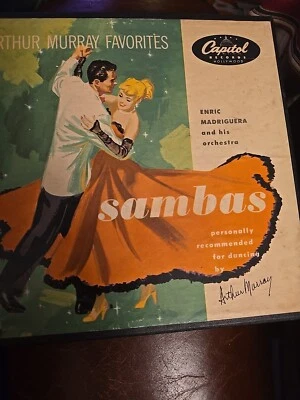 RTHUR MURRAY FAVORITES
Capitol
RECORDS
HOLLYWOOD
ENRIC
MADRIGUERA
and his
orchestra
sambas
personally
recommended
for dancing
by
Arthur Murray